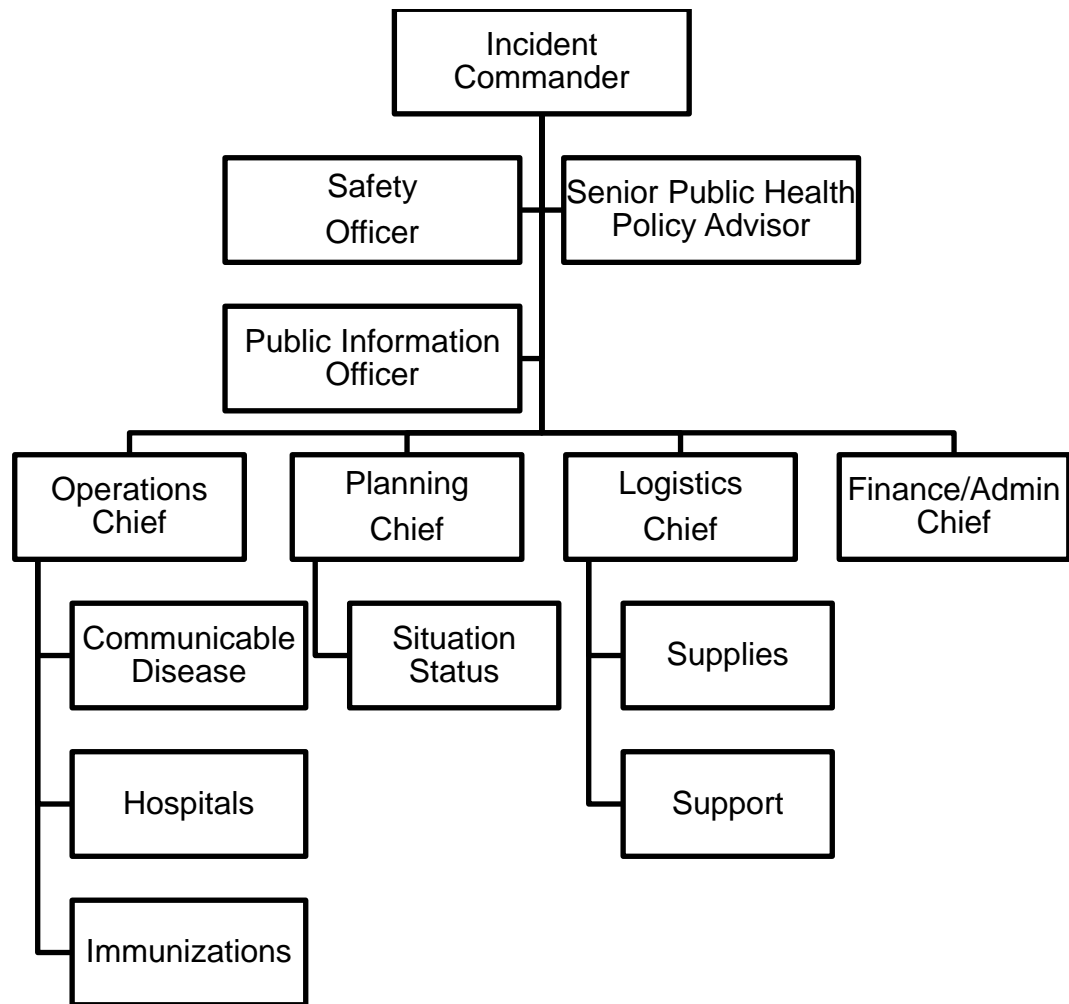 Incident
Commander
Safety
Officer
Senior Public Health
Policy Advisor
Public Information
Officer
Operations
Chief
Planning
Chief
Logistics
Chief
Finance/Admin
Chief
Communicable
Disease
Situation
Status
Supplies
Hospitals
Support
Immunizations